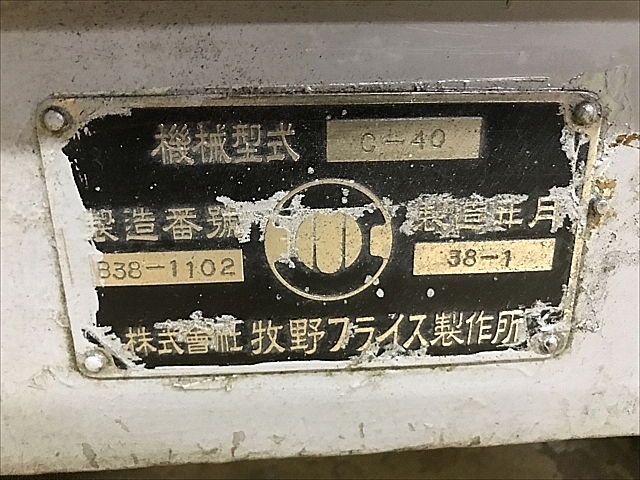 機械型式 C-40
製造番號 製造年月
B38-1102 38-1
株式會社 牧野フライス製作所